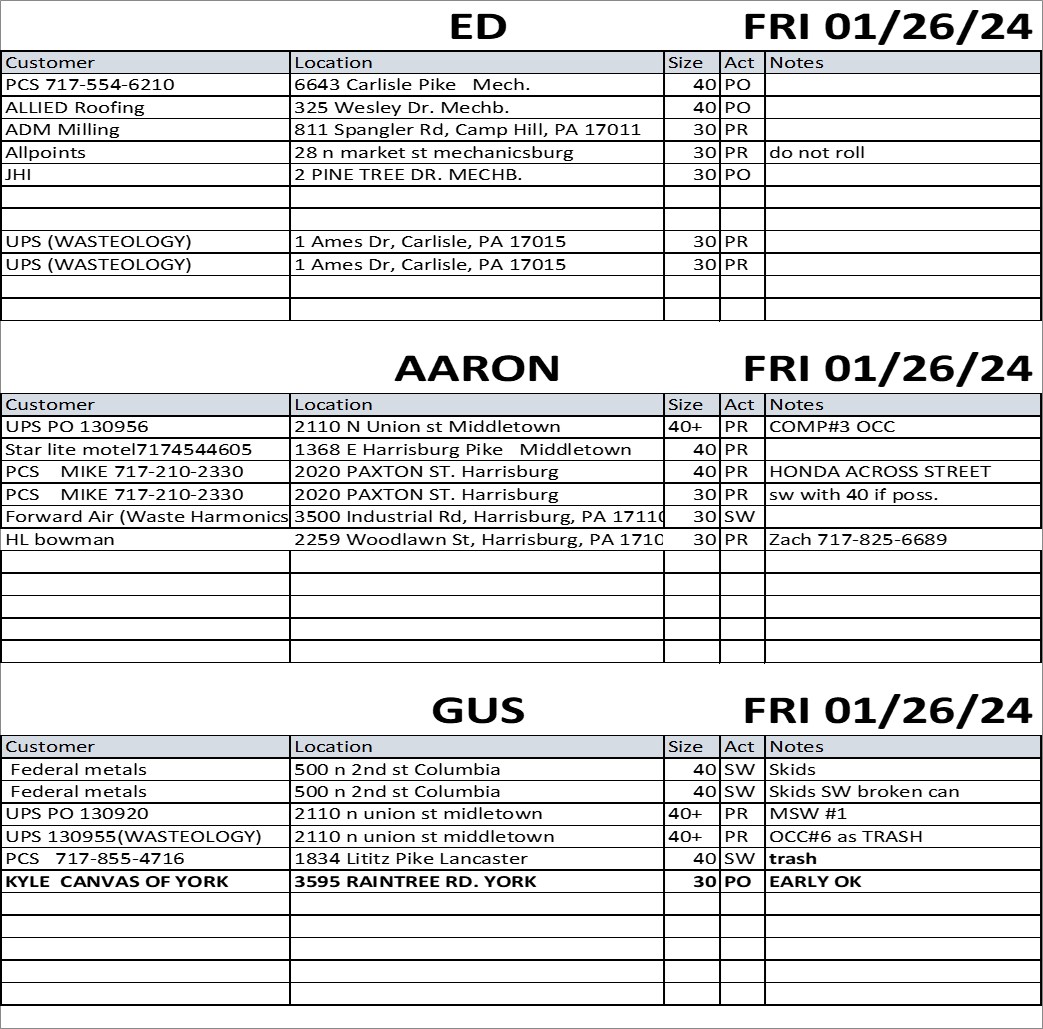 ED FRI 01/26/24
Customer Location Size Act Notes
PCS 717-554-6210 6643 Carlisle Pike Mech. 40 PO
ALLIED Roofing 325 Wesley Dr. Mechb. 40 PO
ADM Milling 811 Spangler Rd, Camp Hill, PA 17011 30 PR
Allpoints 28 n market st mechanicsburg 30 PR do not roll
JHI 2 PINE TREE DR. MECHB. 30 PO
UPS (WASTEOLOGY) 1 Ames Dr, Carlisle, PA 17015 30 PR
UPS (WASTEOLOGY) 1 Ames Dr, Carlisle, PA 17015 30 PR
AARON FRI 01/26/24
Customer Location Size Act Notes
UPS PO 130956 2110 N Union st Middletown 40+ PR COMP#3 OCC
Star lite motel7174544605 1368 E Harrisburg Pike Middletown 40 PR
PCS MIKE 717-210-2330 2020 PAXTON ST. Harrisburg 40 PR HONDA ACROSS STREET
PCS MIKE 717-210-2330 2020 PAXTON ST. Harrisburg 30 PR sw with 40 if poss.
Forward Air (Waste Harmonics 3500 Industrial Rd, Harrisburg, PA 17110 30 SW
HL bowman 2259 Woodlawn St, Harrisburg, PA 1710 30 PR Zach 717-825-6689
GUS FRI 01/26/24
Customer Location Size Act Notes
Federal metals 500 n 2nd st Columbia 40 SW Skids
Federal metals 500 n 2nd st Columbia 40 SW Skids SW broken can
UPS PO 130920 2110 n union st midletown 40+ PR MSW #1
UPS 130955(WASTEOLOGY) 2110 n union st middletown 40+ PR OCC#6 as TRASH
PCS 717-855-4716 1834 Lititz Pike Lancaster 40 SW trash
KYLE CANVAS OF YORK 3595 RAINTREE RD. YORK 30 PO EARLY OK